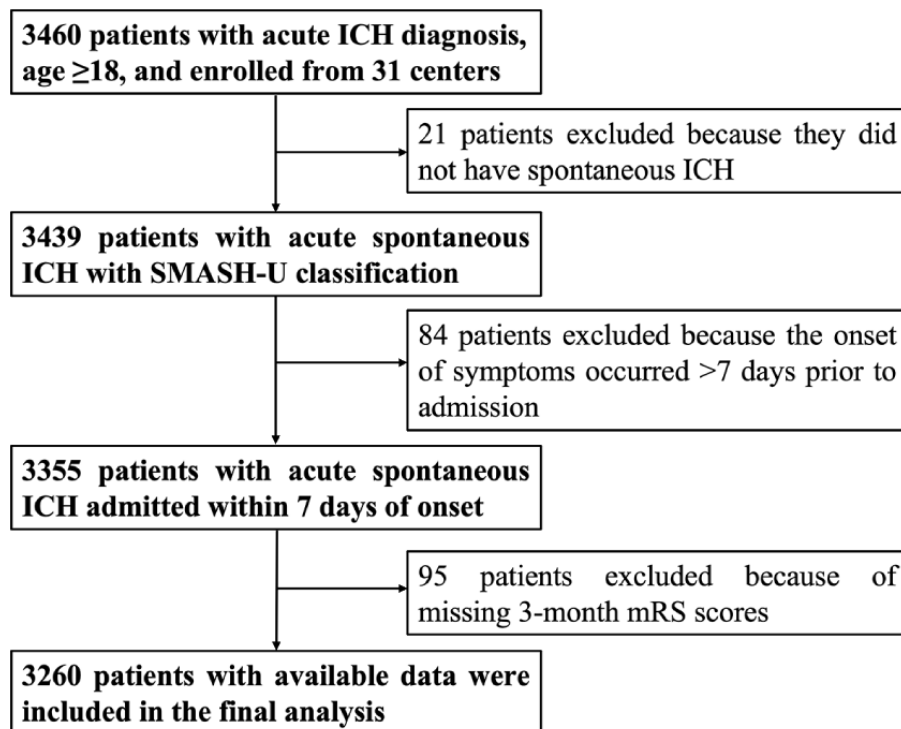 3460 patients with acute ICH diagnosis,
age ≥18, and enrolled from 31 centers
21 patients excluded because they did
not have spontaneous ICH
3439 patients with acute spontaneous
ICH with SMASH-U classification
84 patients excluded because the onset
of symptoms occurred >7 days prior to
admission
3355 patients with acute spontaneous
ICH admitted within 7 days of onset
95 patients excluded because of
missing 3-month mRS scores
3260 patients with available data were
included in the final analysis